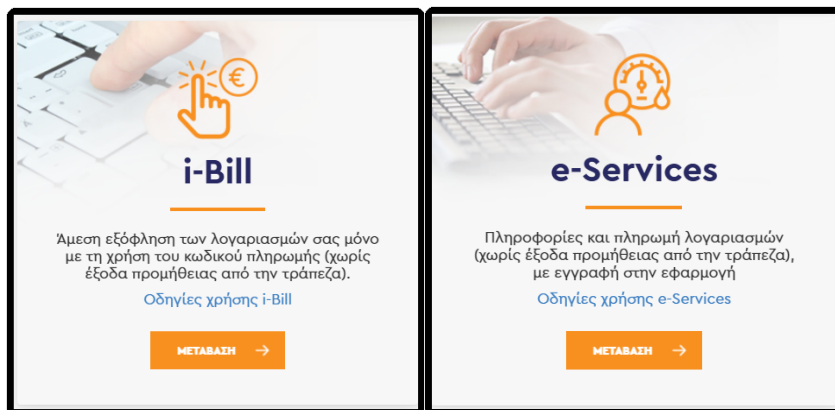 €
i-Bill
Άμεση εξόφληση των λογαριασμών σας μόνο
με τη χρήση του κωδικού πληρωμής (χωρίς
έξοδα προμήθειας από την τράπεζα).
Οδηγίες χρήσης i-Bill
ΜΕΤΑΒΑΣΗ →
e-Services
Πληροφορίες και πληρωμή λογαριασμών
(χωρίς έξοδα προμήθειας από την τράπεζα),
με εγγραφή στην εφαρμογή
Οδηγίες χρήσης e-Services
ΜΕΤΑΒΑΣΗ →